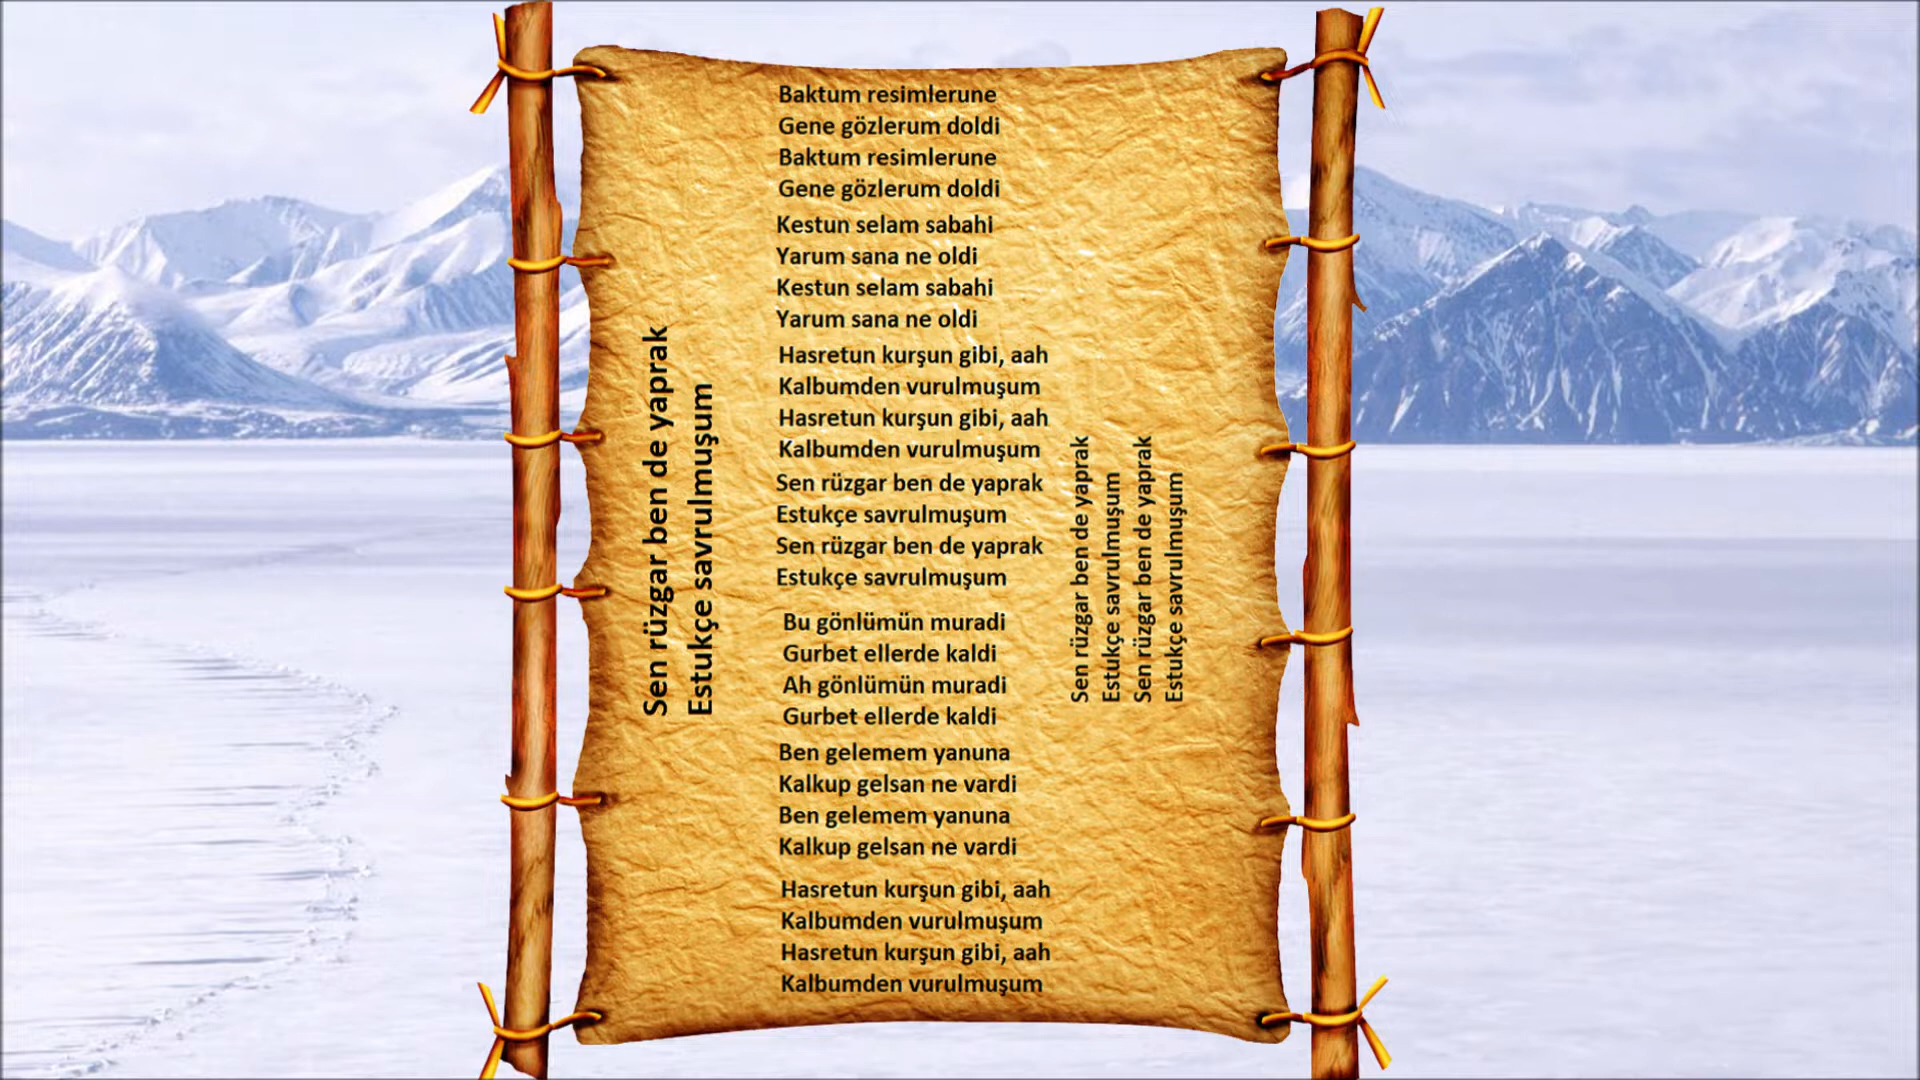 Baktum resimlerune
Gene gözlerum doldi
Baktum resimlerune
Gene gözlerum doldi
Kestun selam sabahi
Yarum sana ne oldi
Kestun selam sabahi
Yarum sana ne oldi
Hasretun kurşun gibi, aah
Kalbumden vurulmuşum
Hasretun kurşun gibi, aah
Kalbumden vurulmuşum
Sen rüzgar ben de yaprak
Estukçe savrulmuşum
Sen rüzgar ben de yaprak
Estukçe savrulmuşum
Bu gönlümün muradi
Gurbet ellerde kaldi
Ah gönlümün muradi
Gurbet ellerde kaldi
Ben gelemem yanuna
Kalkup gelsan ne vardi
Ben gelemem yanuna
Kalkup gelsan ne vardi
Hasretun kurşun gibi, aah
Kalbumden vurulmuşum
Hasretun kurşun gibi, aah
Kalbumden vurulmuşum
Sen rüzgar ben de yaprak
Estukçe savrulmuşum
Sen rüzgar ben de yaprak
Estukçe savrulmuşum
Sen rüzgar ben de yaprak
Estukçe savrulmuşum